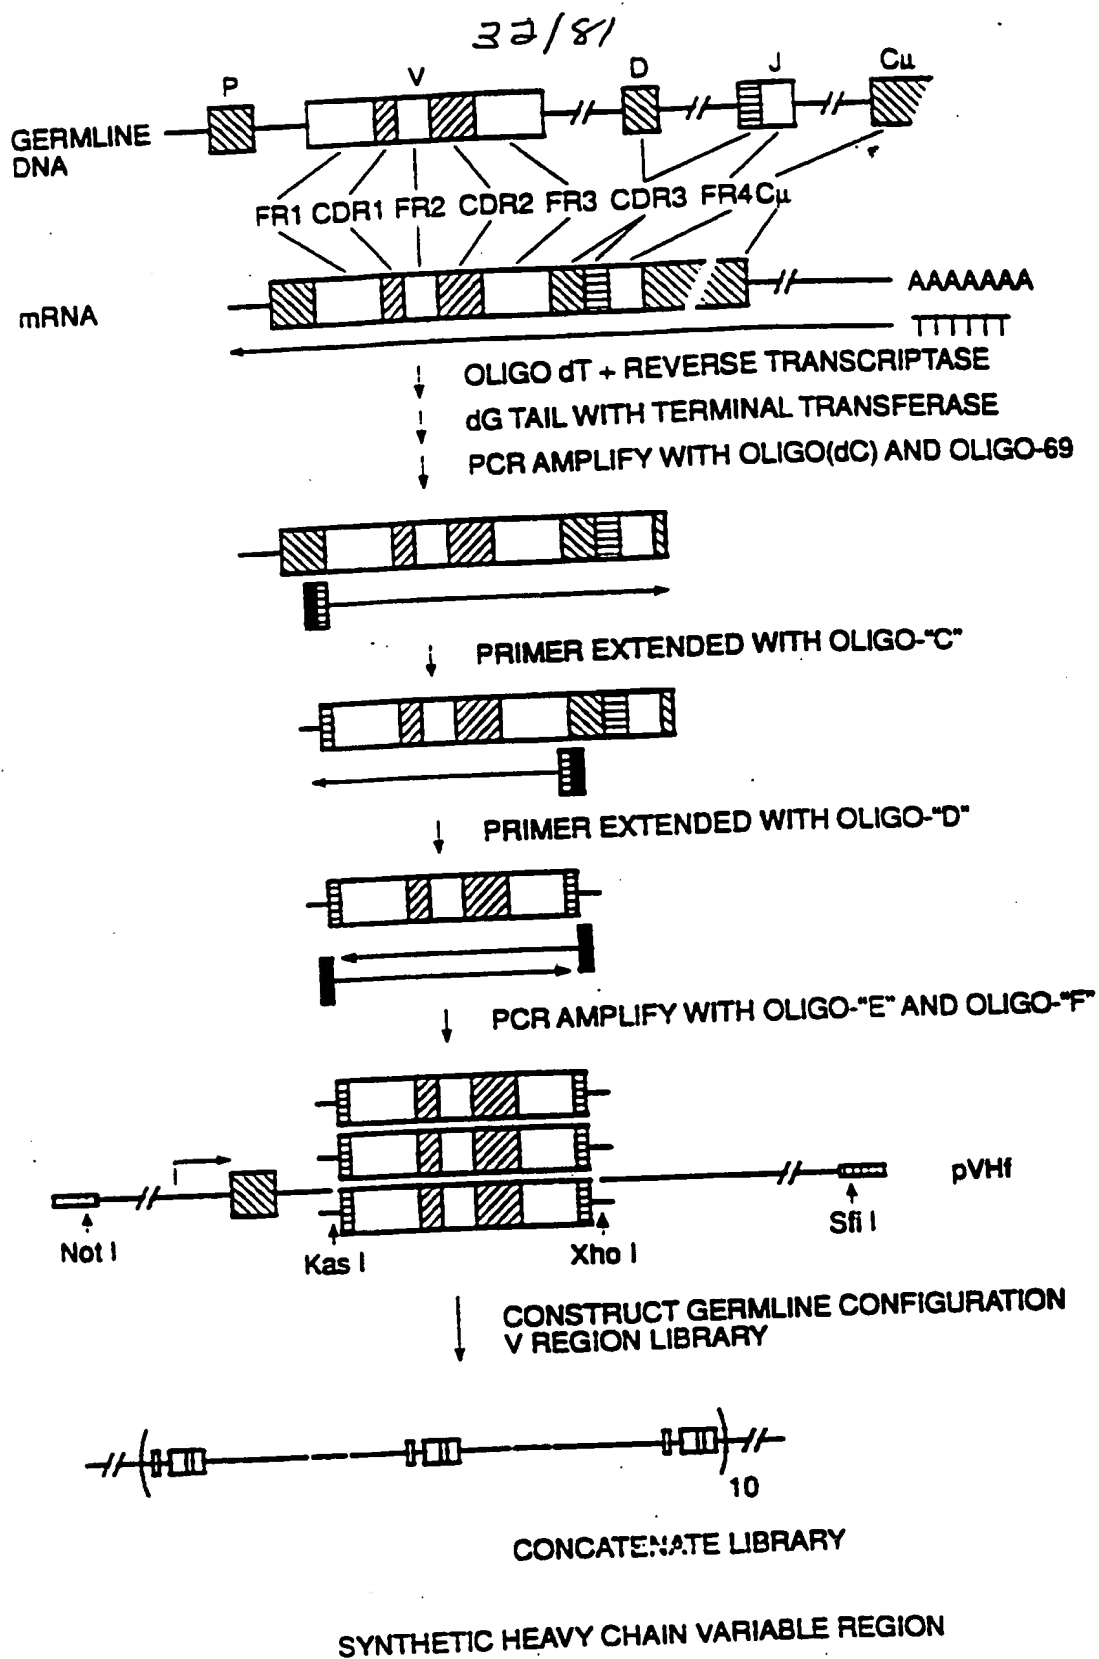 32/81
P V D J Cμ
GERMLINE
DNA
FR1 CDR1 FR2 CDR2 FR3 CDR3 FR4 Cμ
mRNA
AAAAAAA
TTTTTT
OLIGO dT + REVERSE TRANSCRIPTASE
dG TAIL WITH TERMINAL TRANSFERASE
PCR AMPLIFY WITH OLIGO(dC) AND OLIGO-69
PRIMER EXTENDED WITH OLIGO-"C"
PRIMER EXTENDED WITH OLIGO-"D"
PCR AMPLIFY WITH OLIGO-"E" AND OLIGO-"F"
pVHf
Not I Kas I Xho I Sfi I
CONSTRUCT GERMLINE CONFIGURATION
V REGION LIBRARY
10
CONCATENATE LIBRARY
SYNTHETIC HEAVY CHAIN VARIABLE REGION